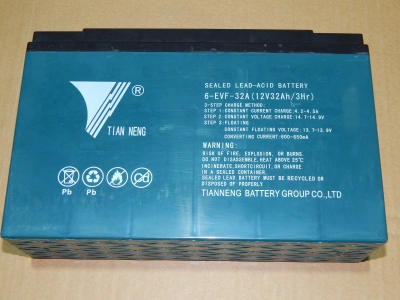 ®
TIAN NENG
Pb
Pb
SEALED LEAD-ACID BATTERY
6-EVF-32A(12V32Ah/3Hr)
3-STEP CHARGE METHOD:
STEP 1:CONSTANT CHARGE CURRENT:4.2-4.5A
STEP 2:CONSTANT VOLTAGE CHARGE:14.7-14.9V
STEP 3:FLOATING
CONSTANT FLOATING VOLTAGE:13.7-13.9V
CONVERTING CURRENT:600-650mA
WARNING:
RISK OF FIRE, EXPLOSION, OR BURNS.
DO NOT DISASSEMBLE, HEAT ABOVE 25°C
INCINERATE,SHORTCIRCUIT,OR CHARGE
IN A SEALED CONTAINER.
SEALED LEAD BATTERY MUST BE RECYCLED OR
DISPOSED OF PROPERLY
TIANNENG BATTERY GROUP CO.,LTD